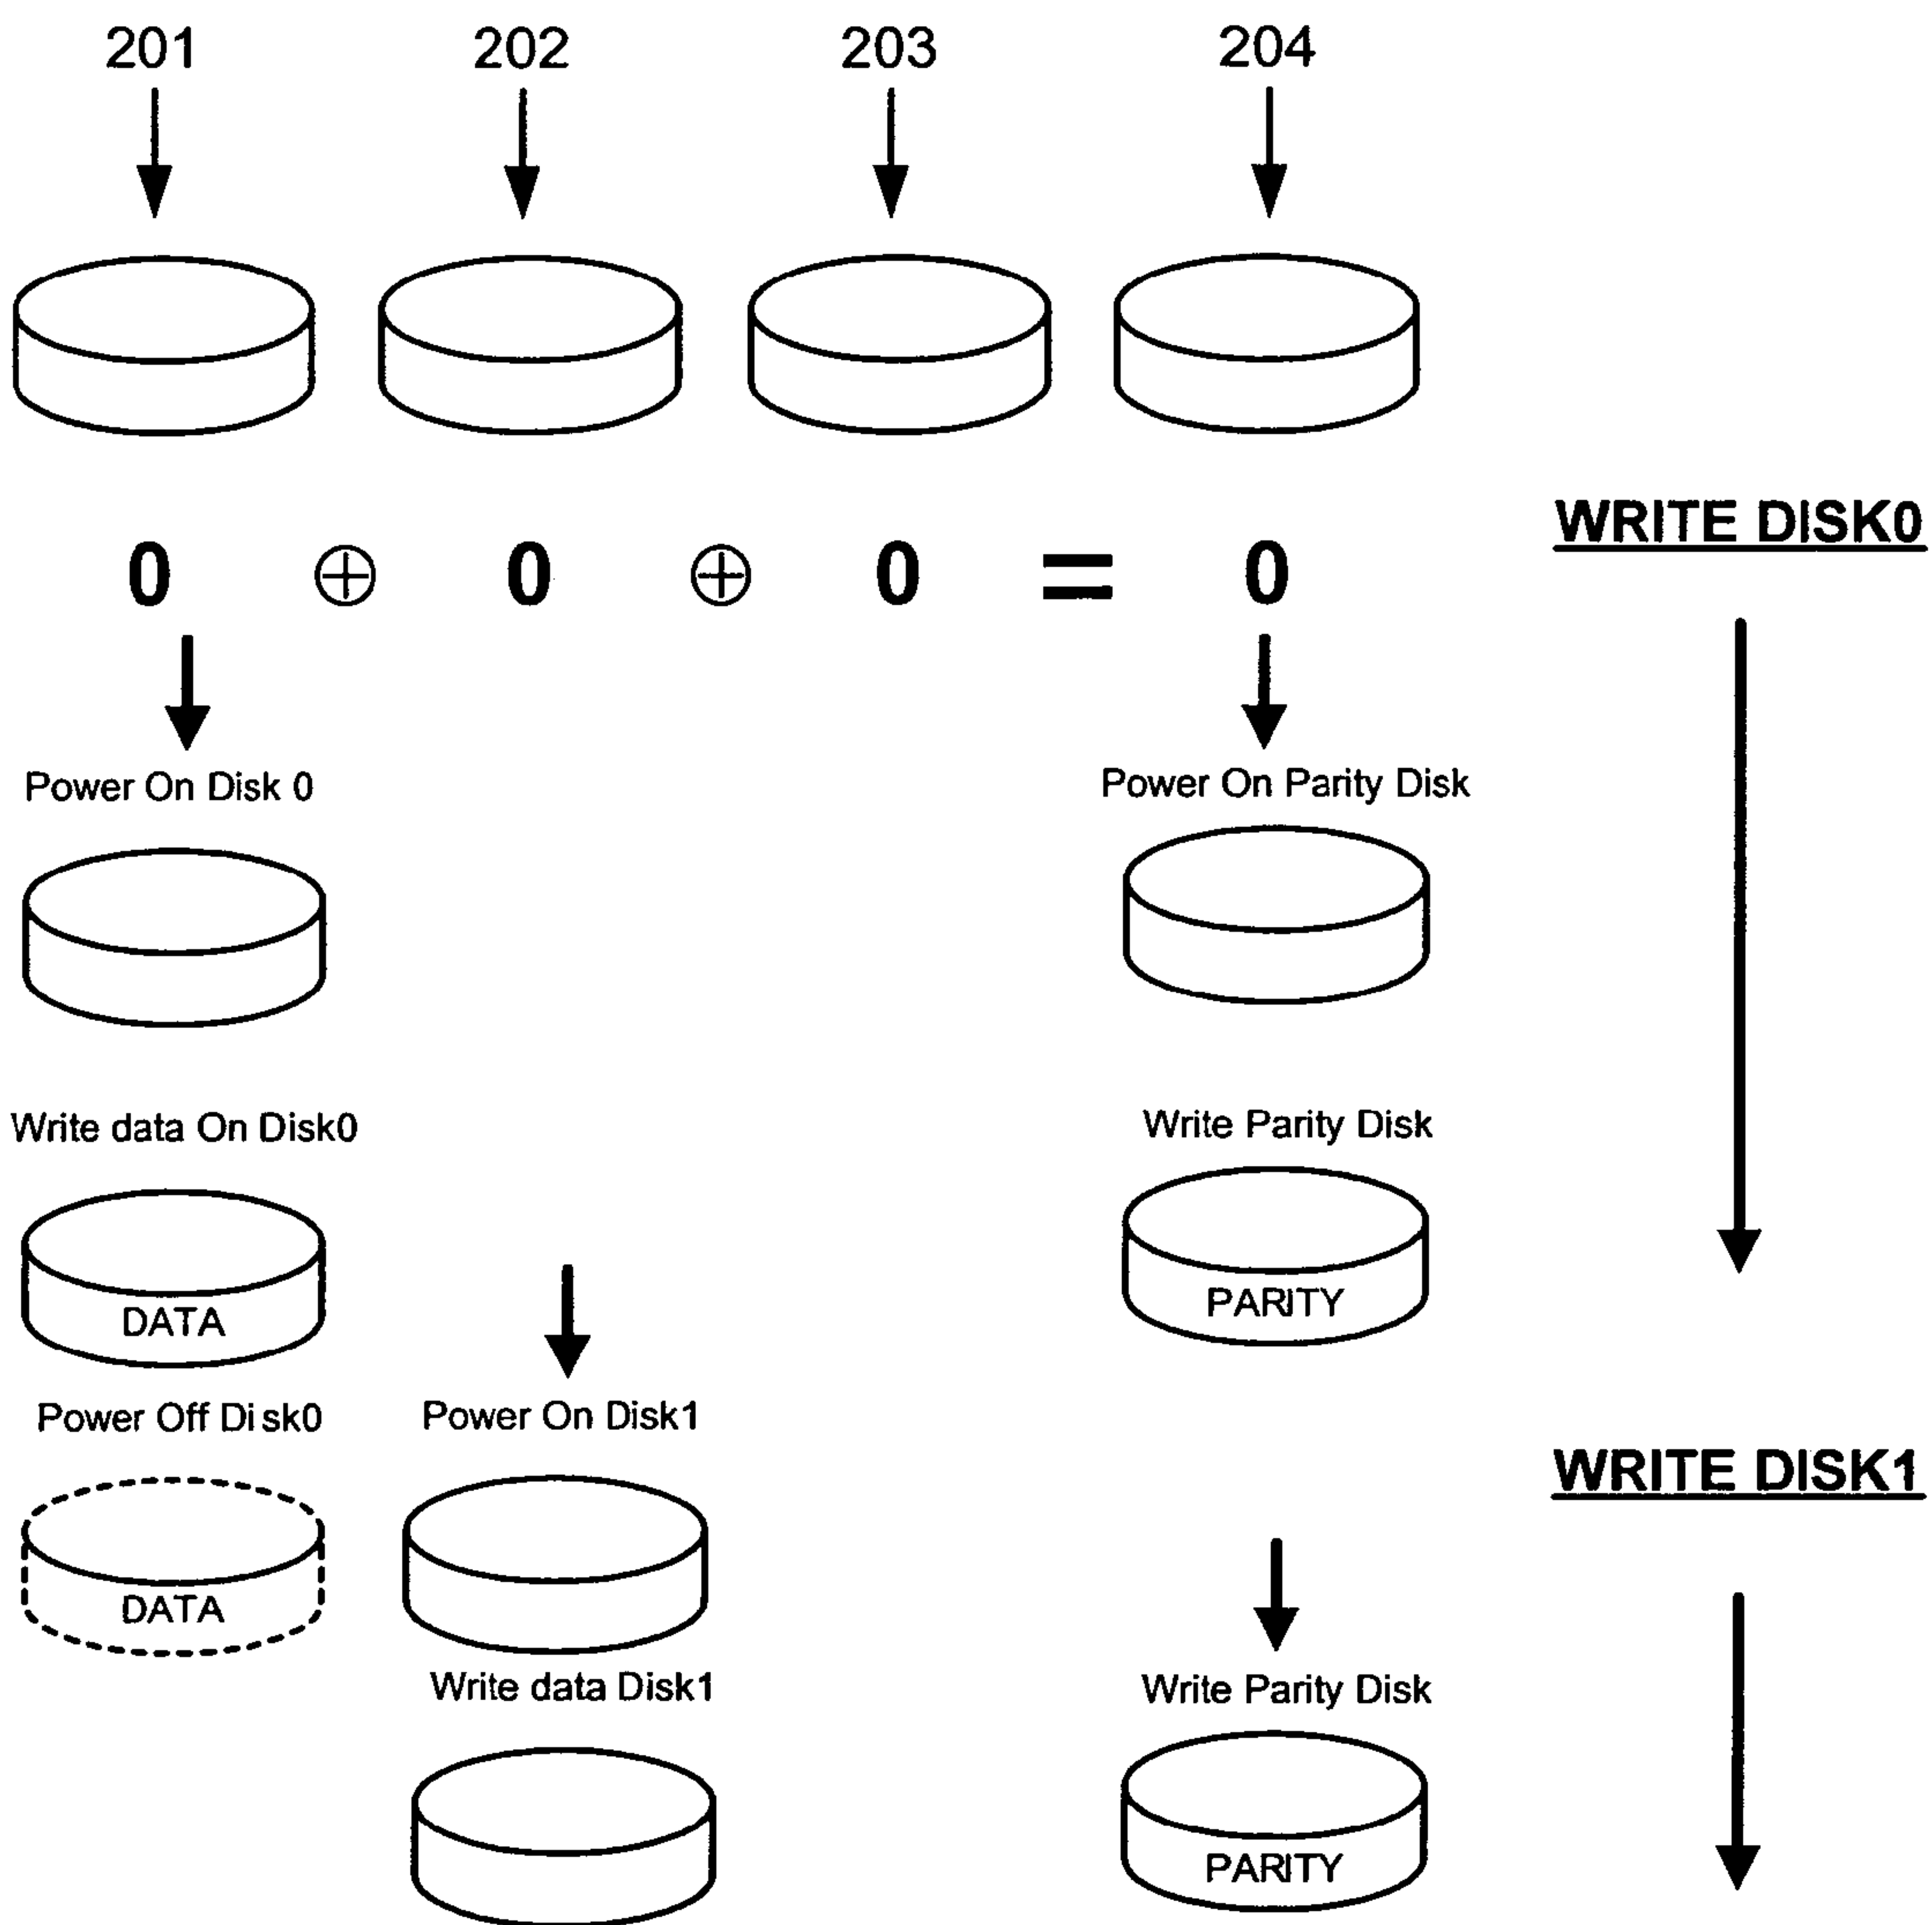 201 202 203 204
WRITE DISK0
0 ⊕ 0 ⊕ 0 = 0
Power On Disk 0 Power On Parity Disk
Write data On Disk0 Write Parity Disk
DATA PARITY
Power Off Disk0 Power On Disk1
WRITE DISK1
DATA
Write data Disk1 Write Parity Disk
PARITY